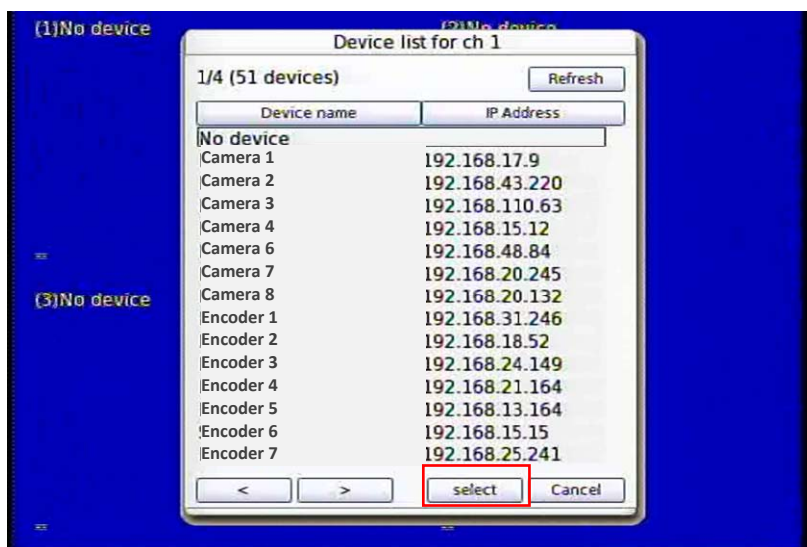 (1)No device
(2)No device
Device list for ch 1
1/4 (51 devices) Refresh
Device name IP Address
No device
Camera 1 192.168.17.9
Camera 2 192.168.43.220
Camera 3 192.168.110.63
Camera 4 192.168.15.12
Camera 6 192.168.48.84
Camera 7 192.168.20.245
Camera 8 192.168.20.132
(3)No device
Encoder 1 192.168.31.246
Encoder 2 192.168.18.52
Encoder 3 192.168.24.149
Encoder 4 192.168.21.164
Encoder 5 192.168.13.164
Encoder 6 192.168.15.15
Encoder 7 192.168.25.241
< > select Cancel